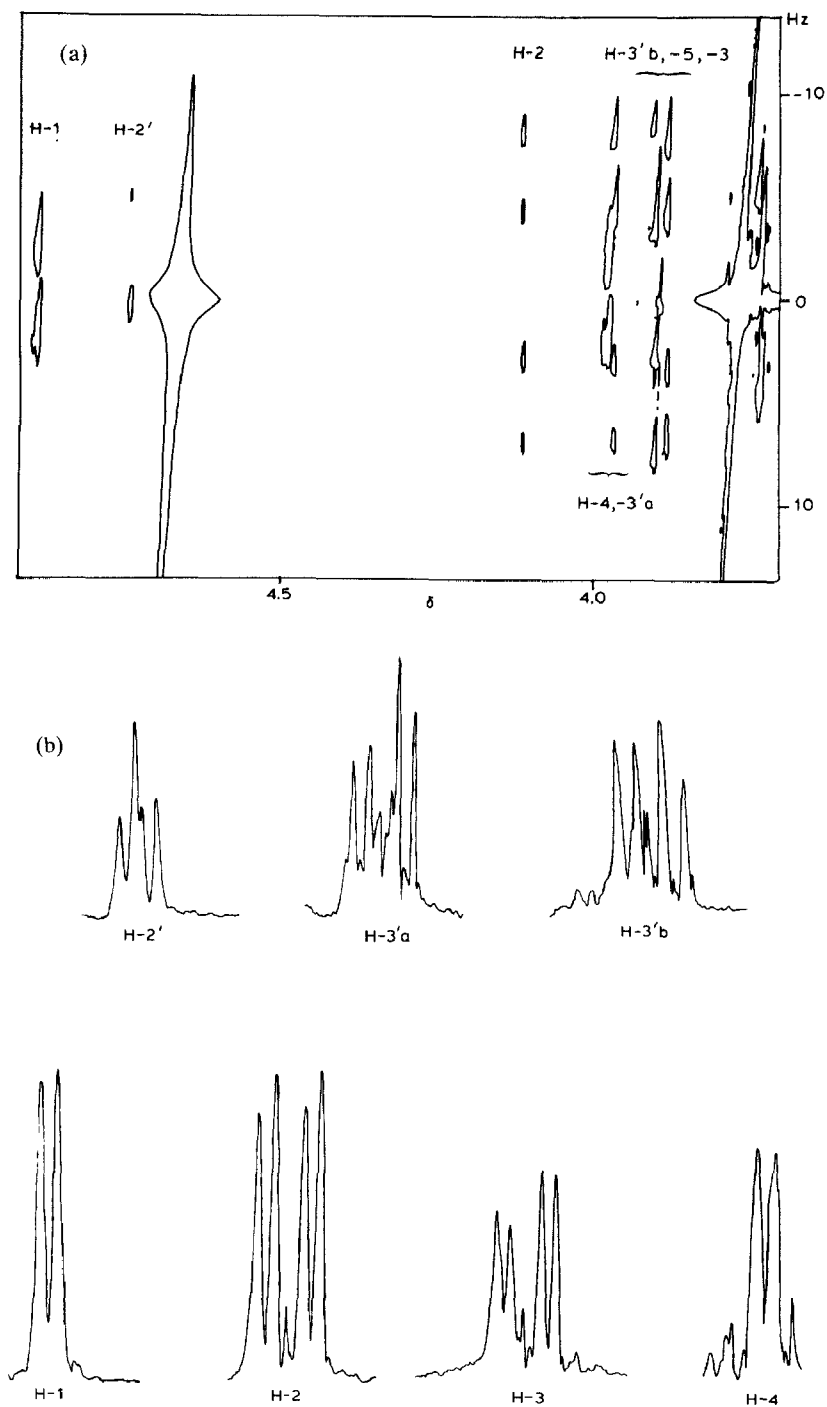 Hz
(a)
H-2
H-3'b, -5, -3
-10
H-1
H-2'
0
10
H-4, -3'a
4.5
δ
4.0
(b)
H-2'
H-3'a
H-3'b
H-1
H-2
H-3
H-4